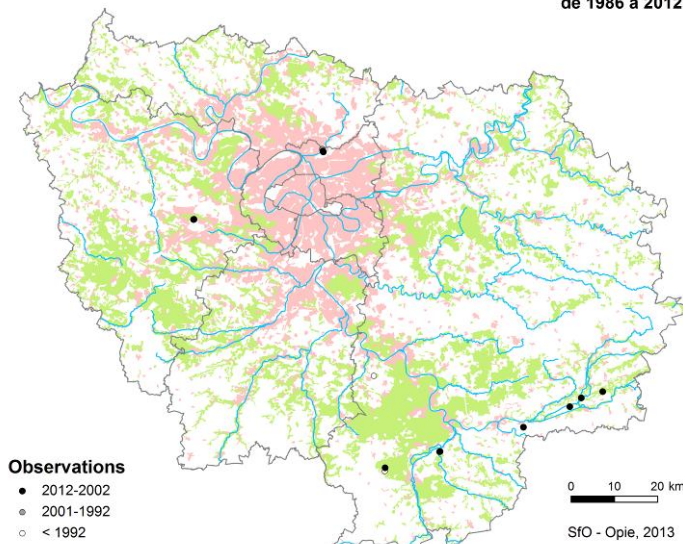 de 1986 à 2012
Observations
2012-2002
2001-1992
< 1992
0 10 20 km
SfO - Opie, 2013